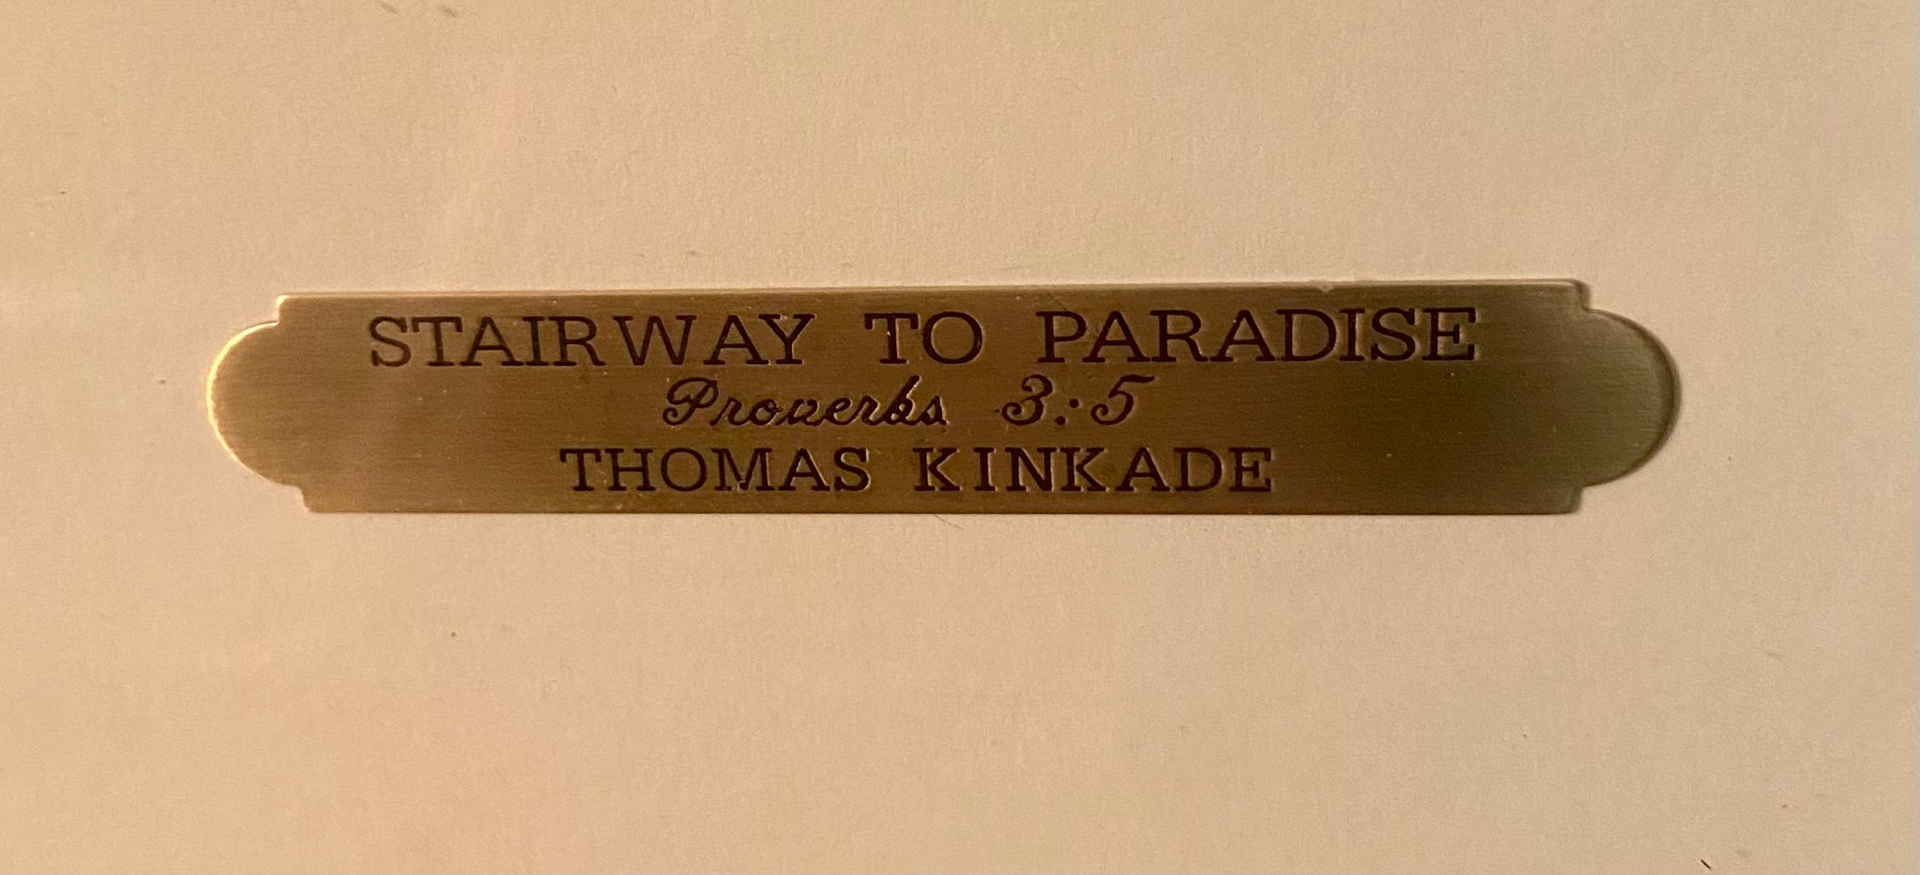 STAIRWAY TO PARADISE
Proverbs 3:5
THOMAS KINKADE